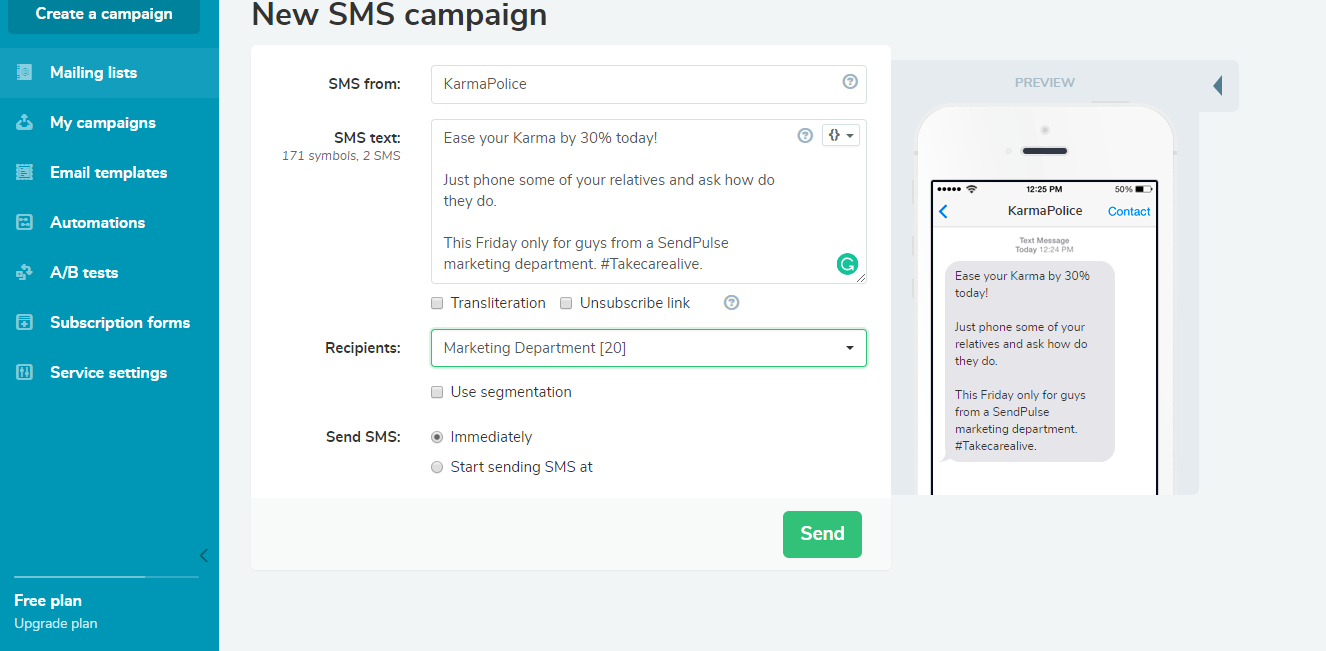 Create a campaign
Mailing lists
My campaigns
Email templates
Automations
A/B tests
Subscription forms
Service settings
Free plan
Upgrade plan
New SMS campaign
SMS from:
KarmaPolice
SMS text:
171 symbols, 2 SMS
{}
Ease your Karma by 30% today!
Just phone some of your relatives and ask how do
they do.
This Friday only for guys from a SendPulse
marketing department. #Takecarealive.
Transliteration
Unsubscribe link
Recipients:
Marketing Department [20]
Use segmentation
Send SMS:
Immediately
Start sending SMS at
Send
PREVIEW
12:25 PM
50%
KarmaPolice
Contact
Text Message
Today 12:24 PM
Ease your Karma by 30%
today!
Just phone some of your
relatives and ask how do
they do.
This Friday only for guys
from a SendPulse
marketing department.
#Takecarealive.